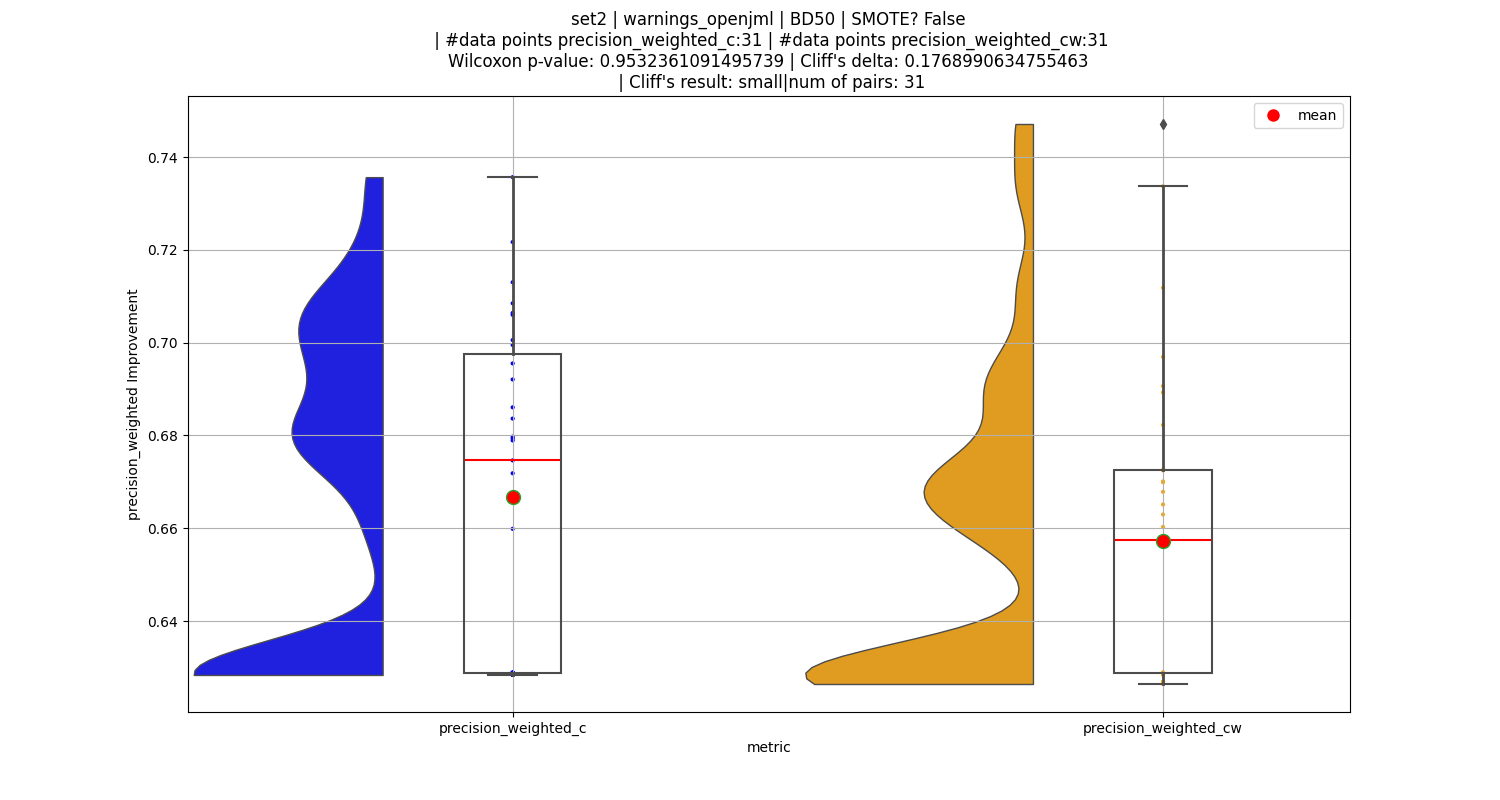 set2 | warnings_openjml | BD50 | SMOTE? False
| #data points precision_weighted_c:31 | #data points precision_weighted_cw:31
Wilcoxon p-value: 0.9532361091495739 | Cliff's delta: 0.1768990634755463
| Cliff's result: small|num of pairs: 31
mean
0.74
0.72
0.70
0.68
0.66
0.64
precision_weighted Improvement
precision_weighted_c
precision_weighted_cw
metric